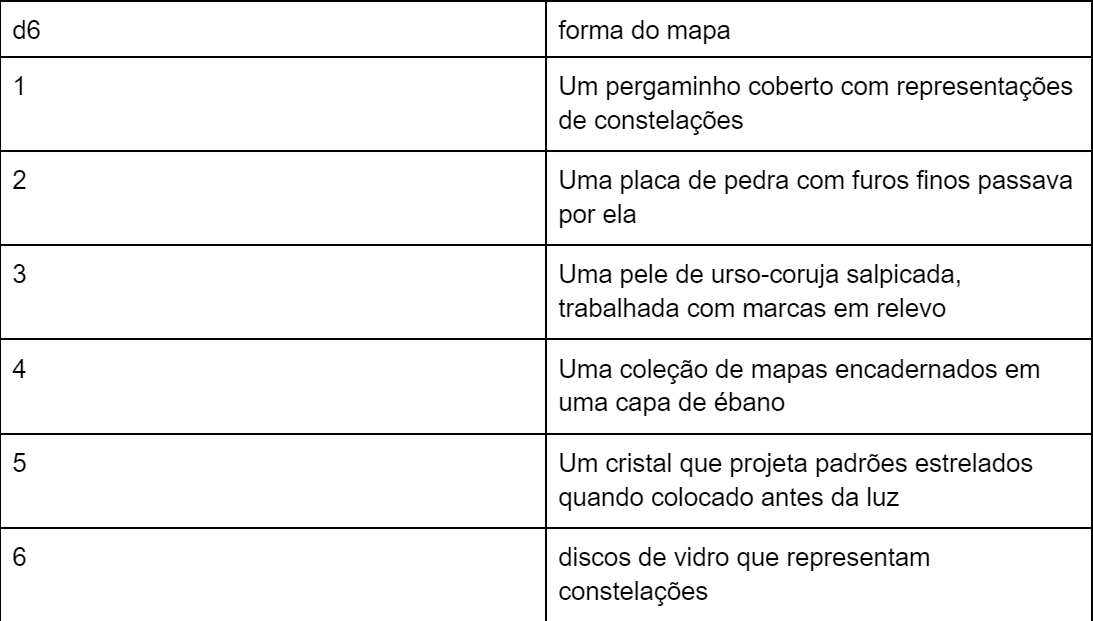 d6
forma do mapa
1
Um pergaminho coberto com representações
de constelações
2
Uma placa de pedra com furos finos passava
por ela
3
Uma pele de urso-coruja salpicada,
trabalhada com marcas em relevo
4
Uma coleção de mapas encadernados em
uma capa de ébano
5
Um cristal que projeta padrões estrelados
quando colocado antes da luz
6
discos de vidro que representam
constelações